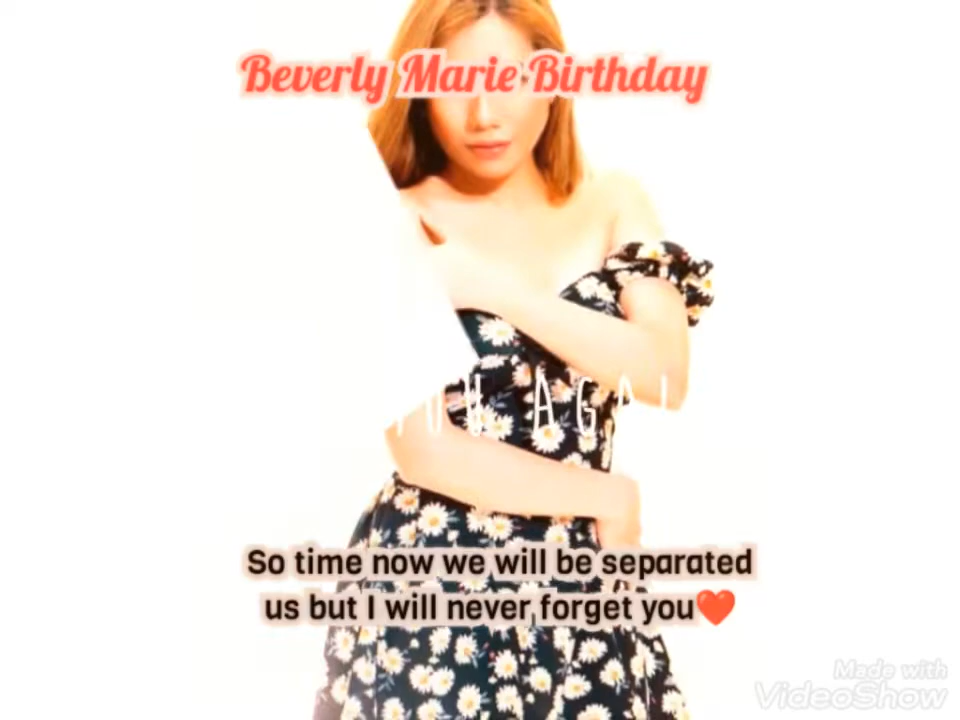 Beverly Marie Birthday
AGAI
So time now we will be separated
us but I will never forget you❤️
Made with
VideoShow